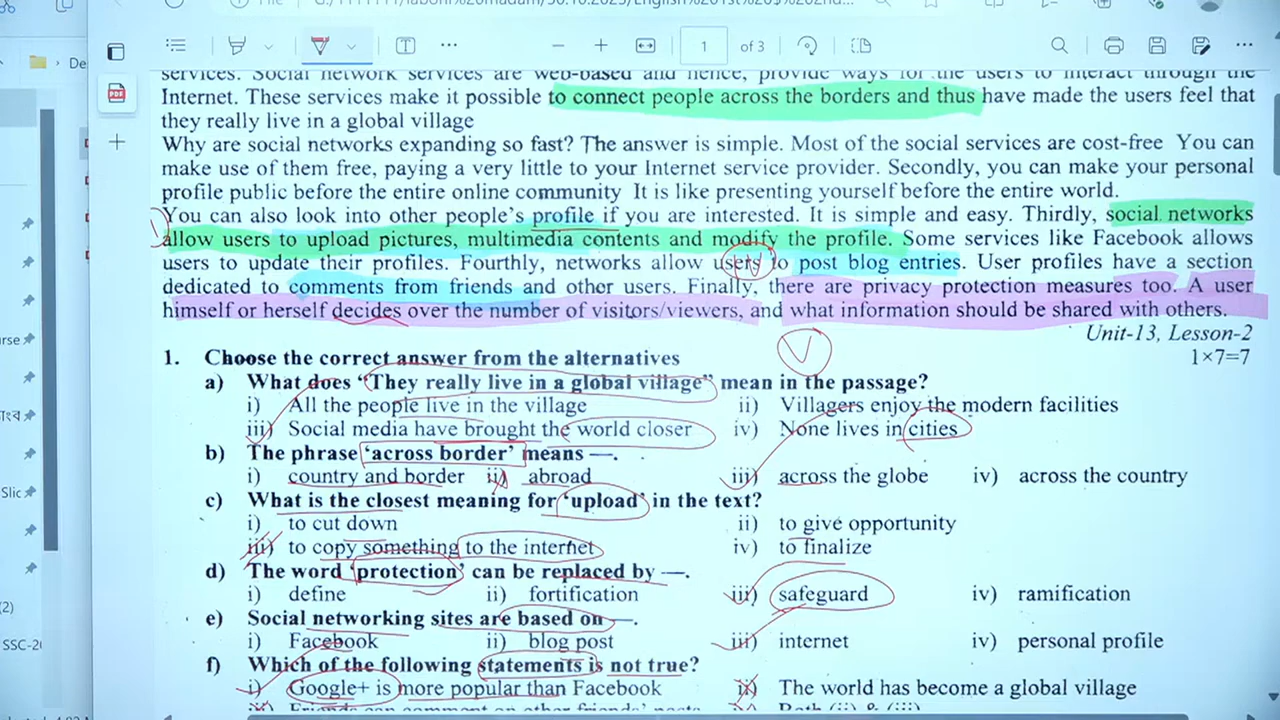 1 of 3
De
services. Social network services are web-based and hence, provide ways for the users to interact through the
Internet. These services make it possible to connect people across the borders and thus have made the users feel that
they really live in a global village
Why are social networks expanding so fast? The answer is simple. Most of the social services are cost-free You can
make use of them free, paying a very little to your Internet service provider. Secondly, you can make your personal
profile public before the entire online community It is like presenting yourself before the entire world.
You can also look into other people's profile if you are interested. It is simple and easy. Thirdly, social networks
allow users to upload pictures, multimedia contents and modify the profile. Some services like Facebook allows
users to update their profiles. Fourthly, networks allow users to post blog entries. User profiles have a section
dedicated to comments from friends and other users. Finally, there are privacy protection measures too. A user
himself or herself decides over the number of visitors/viewers, and what information should be shared with others.
Unit-13, Lesson-2
1. Choose the correct answer from the alternatives 1×7=7
a) What does “They really live in a global village” mean in the passage?
i) All the people live in the village ii) Villagers enjoy the modern facilities
iii) Social media have brought the world closer iv) None lives in cities
b) The phrase ‘across border’ means —.
i) country and border ii) abroad iii) across the globe iv) across the country
c) What is the closest meaning for ‘upload’ in the text?
i) to cut down ii) to give opportunity
iii) to copy something to the internet iv) to finalize
d) The word ‘protection’ can be replaced by —.
i) define ii) fortification iii) safeguard iv) ramification
e) Social networking sites are based on —.
i) Facebook ii) blog post iii) internet iv) personal profile
f) Which of the following statements is not true?
i) Google+ is more popular than Facebook ii) The world has become a global village
Friends can comment on other friends' posts Both (ii) & (iii)